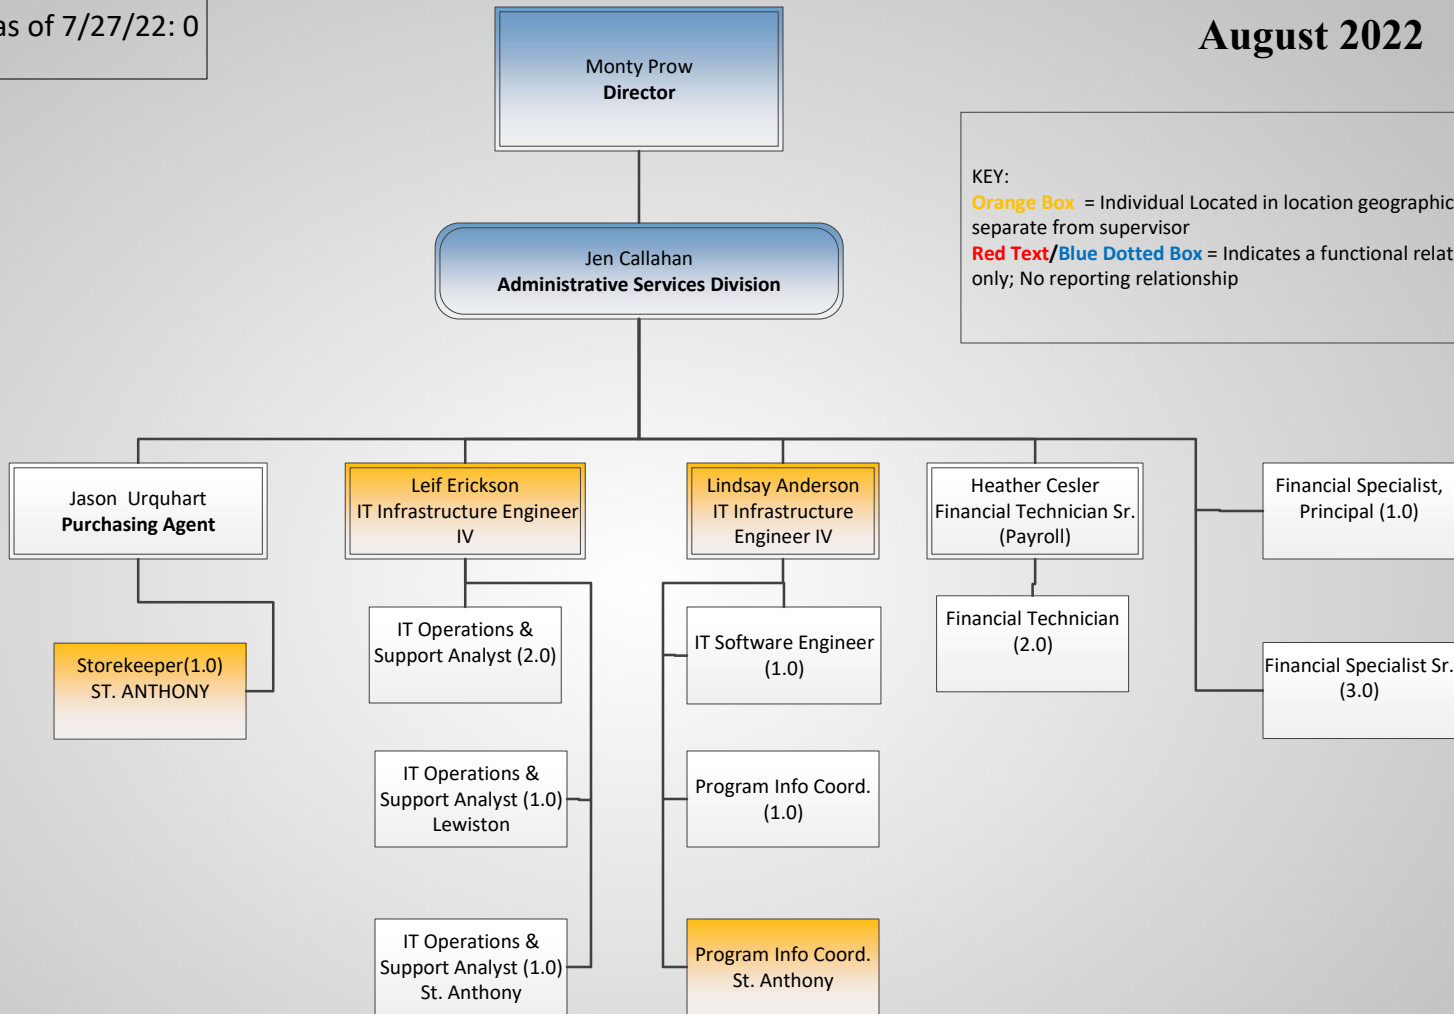 as of 7/27/22: 0
August 2022
Monty Prow
Director
KEY:
Orange Box = Individual Located in location geographic
separate from supervisor
Red Text/Blue Dotted Box = Indicates a functional relat
only; No reporting relationship
Jen Callahan
Administrative Services Division
Jason Urquhart
Purchasing Agent
Leif Erickson
IT Infrastructure Engineer
IV
Lindsay Anderson
IT Infrastructure
Engineer IV
Heather Cesler
Financial Technician Sr.
(Payroll)
Financial Specialist,
Principal (1.0)
Storekeeper(1.0)
ST. ANTHONY
IT Operations &
Support Analyst (2.0)
IT Software Engineer
(1.0)
Financial Technician
(2.0)
Financial Specialist Sr.
(3.0)
IT Operations &
Support Analyst (1.0)
Lewiston
Program Info Coord.
(1.0)
IT Operations &
Support Analyst (1.0)
St. Anthony
Program Info Coord.
St. Anthony